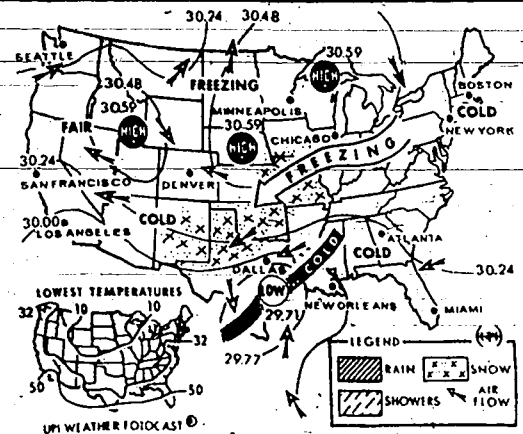 30.24 30.48
SEATTLE
30.59
30.48
FREEZING
HIGH
BOSTON
30.59
MINNEAPOLIS
COLD
FAIR
HIGH
30.59
NEW YORK
HIGH
CHICAGO
FREEZING
30.24
SAN FRANCISCO
DENVER
COLD
30.00
LOS ANGELES
ATLANTA
COLD
DALLAS
COLD
LOW
30.24
LOWEST TEMPERATURES
NEW ORLEANS
29.71
MIAMI
32 10 10
32
29.77
50
50
LEGEND
RAIN
SNOW
SHOWERS
AIR
FLOW
UPI WEATHER FOTOCAST